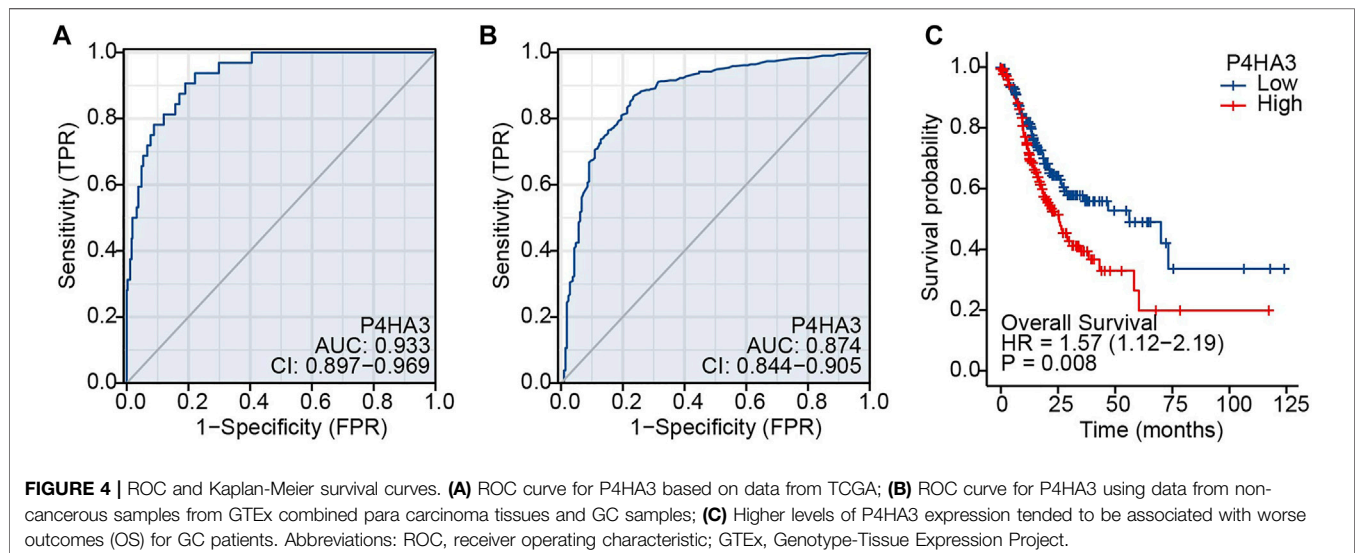 A
1.0
0.8
0.6
0.4
0.2
0.0
Sensitivity (TPR)
P4HA3
AUC: 0.933
CI: 0.897−0.969
0.0 0.2 0.4 0.6 0.8 1.0
1−Specificity (FPR)
B
1.0
0.8
0.6
0.4
0.2
0.0
Sensitivity (TPR)
P4HA3
AUC: 0.874
CI: 0.844−0.905
0.0 0.2 0.4 0.6 0.8 1.0
1−Specificity (FPR)
C
P4HA3
Low
High
1.0
0.8
0.6
0.4
0.2
0.0
Survival probability
Overall Survival
HR = 1.57 (1.12−2.19)
P = 0.008
0 25 50 75 100 125
Time (months)
FIGURE 4 | ROC and Kaplan-Meier survival curves. (A) ROC curve for P4HA3 based on data from TCGA; (B) ROC curve for P4HA3 using data from non-
cancerous samples from GTEx combined para carcinoma tissues and GC samples; (C) Higher levels of P4HA3 expression tended to be associated with worse
outcomes (OS) for GC patients. Abbreviations: ROC, receiver operating characteristic; GTEx, Genotype-Tissue Expression Project.